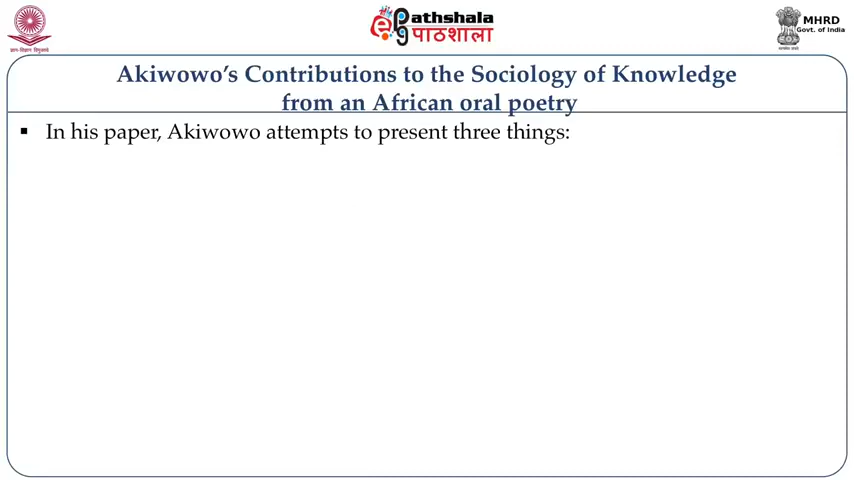 ePathshala
पाठशाला
MHRD
Govt. of India
Akiwowo's Contributions to the Sociology of Knowledge
from an African oral poetry
▪ In his paper, Akiwowo attempts to present three things: